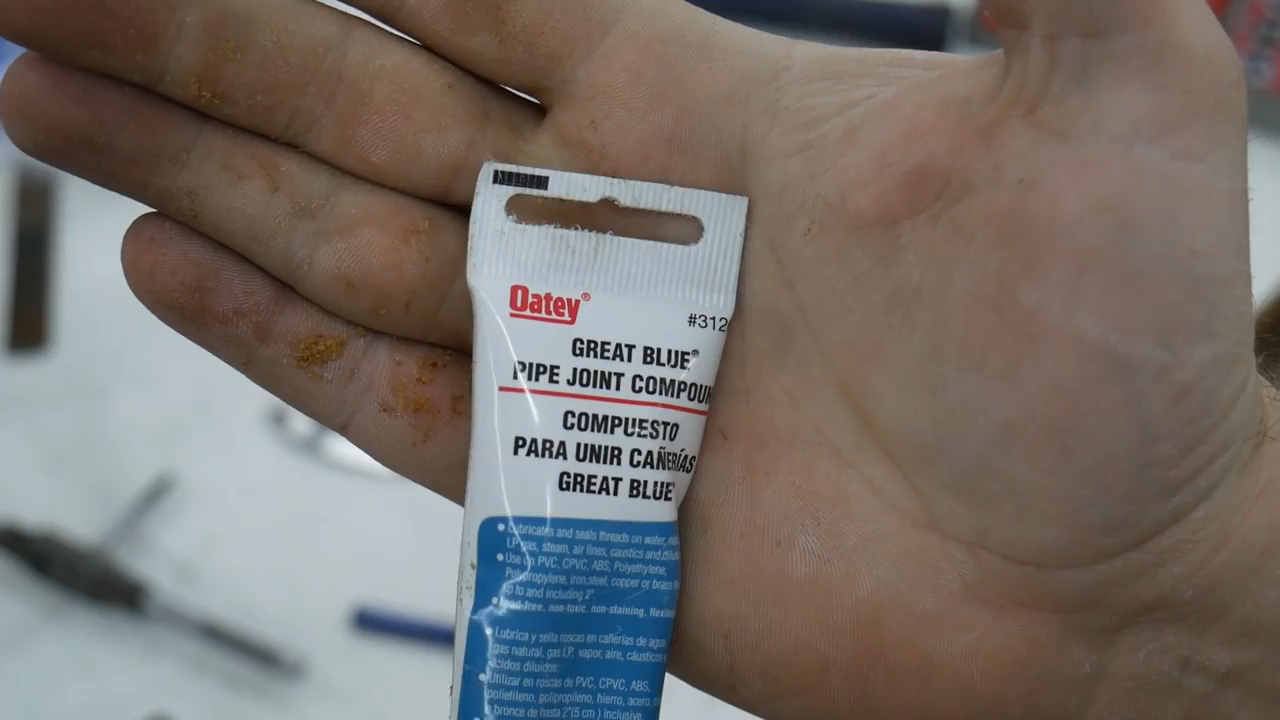 Oatey®
#312
GREAT BLUE®
PIPE JOINT COMPOUN
COMPUESTO
PARA UNIR CAÑERÍAS
GREAT BLUE
• Lubricates and seals threads on water,
LP gas, steam, air lines, caustics and
• Use on PVC, CPVC, ABS, Polyethylene,
Polypropylene, iron, steel, copper or brass
up to and including 2"
• Lead-free, non-toxic, non-staining,
• Lubrica y sella roscas en cañerías de agua,
gas natural, gas LP, vapor, aire, cáusticos
ácidos diluidos.
• Utilizar en roscas de PVC, CPVC, ABS,
polietileno, polipropileno, hierro, acero,
bronce de hasta 2"(5 cm) inclusive